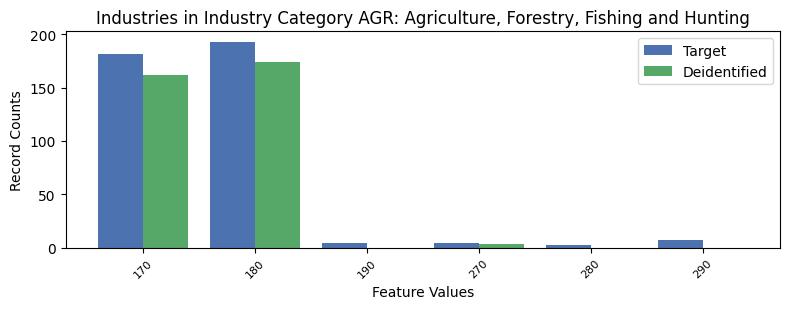 Industries in Industry Category AGR: Agriculture, Forestry, Fishing and Hunting
Target
Deidentified
Record Counts
200
150
100
50
0
170
180
190
270
280
290
Feature Values